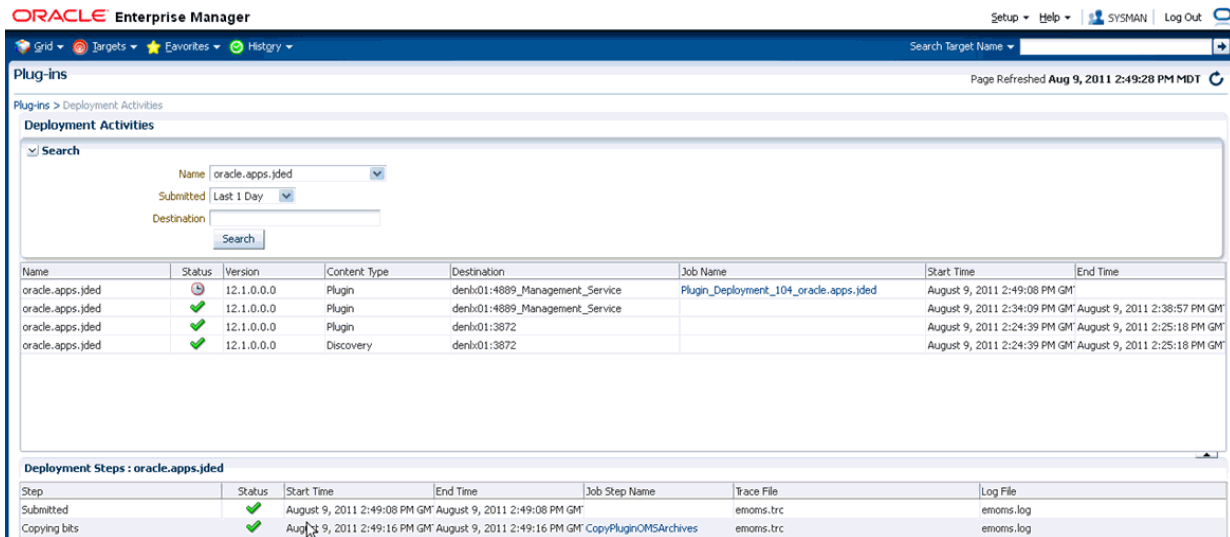 ORACLE Enterprise Manager
Setup Help SYSMAN Log Out
Grid Targets Favorites History Search Target Name
Plug-ins
Page Refreshed Aug 9, 2011 2:49:28 PM MDT
Plug-ins > Deployment Activities
Deployment Activities
Search
Name oracle.apps.jded
Submitted Last 1 Day
Destination
Search
Name Status Version Content Type Destination Job Name Start Time End Time
oracle.apps.jded 12.1.0.0.0 Plugin denlx01:4889_Management_Service Plugin_Deployment_104_oracle.apps.jded August 9, 2011 2:49:08 PM GM
oracle.apps.jded 12.1.0.0.0 Plugin denlx01:4889_Management_Service August 9, 2011 2:34:09 PM GM August 9, 2011 2:38:57 PM GM
oracle.apps.jded 12.1.0.0.0 Plugin denlx01:3872 August 9, 2011 2:24:39 PM GM August 9, 2011 2:25:18 PM GM
oracle.apps.jded 12.1.0.0.0 Discovery denlx01:3872 August 9, 2011 2:24:39 PM GM August 9, 2011 2:25:18 PM GM
Deployment Steps : oracle.apps.jded
Step Status Start Time End Time Job Step Name Trace File Log File
Submitted August 9, 2011 2:49:08 PM GM August 9, 2011 2:49:08 PM GM emoms.trc emoms.log
Copying bits August 9, 2011 2:49:16 PM GM August 9, 2011 2:49:16 PM GM CopyPluginOMSArchives emoms.trc emoms.log